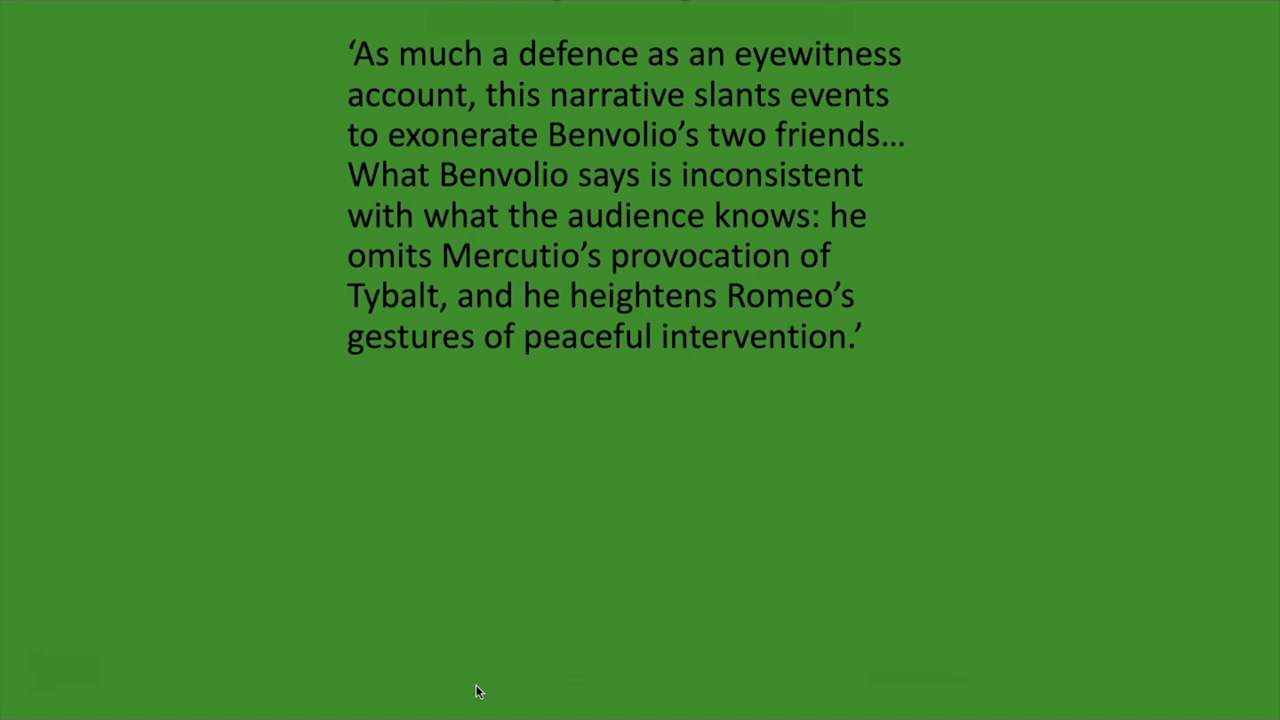 ‘As much a defence as an eyewitness
account, this narrative slants events
to exonerate Benvolio’s two friends…
What Benvolio says is inconsistent
with what the audience knows: he
omits Mercutio’s provocation of
Tybalt, and he heightens Romeo’s
gestures of peaceful intervention.’